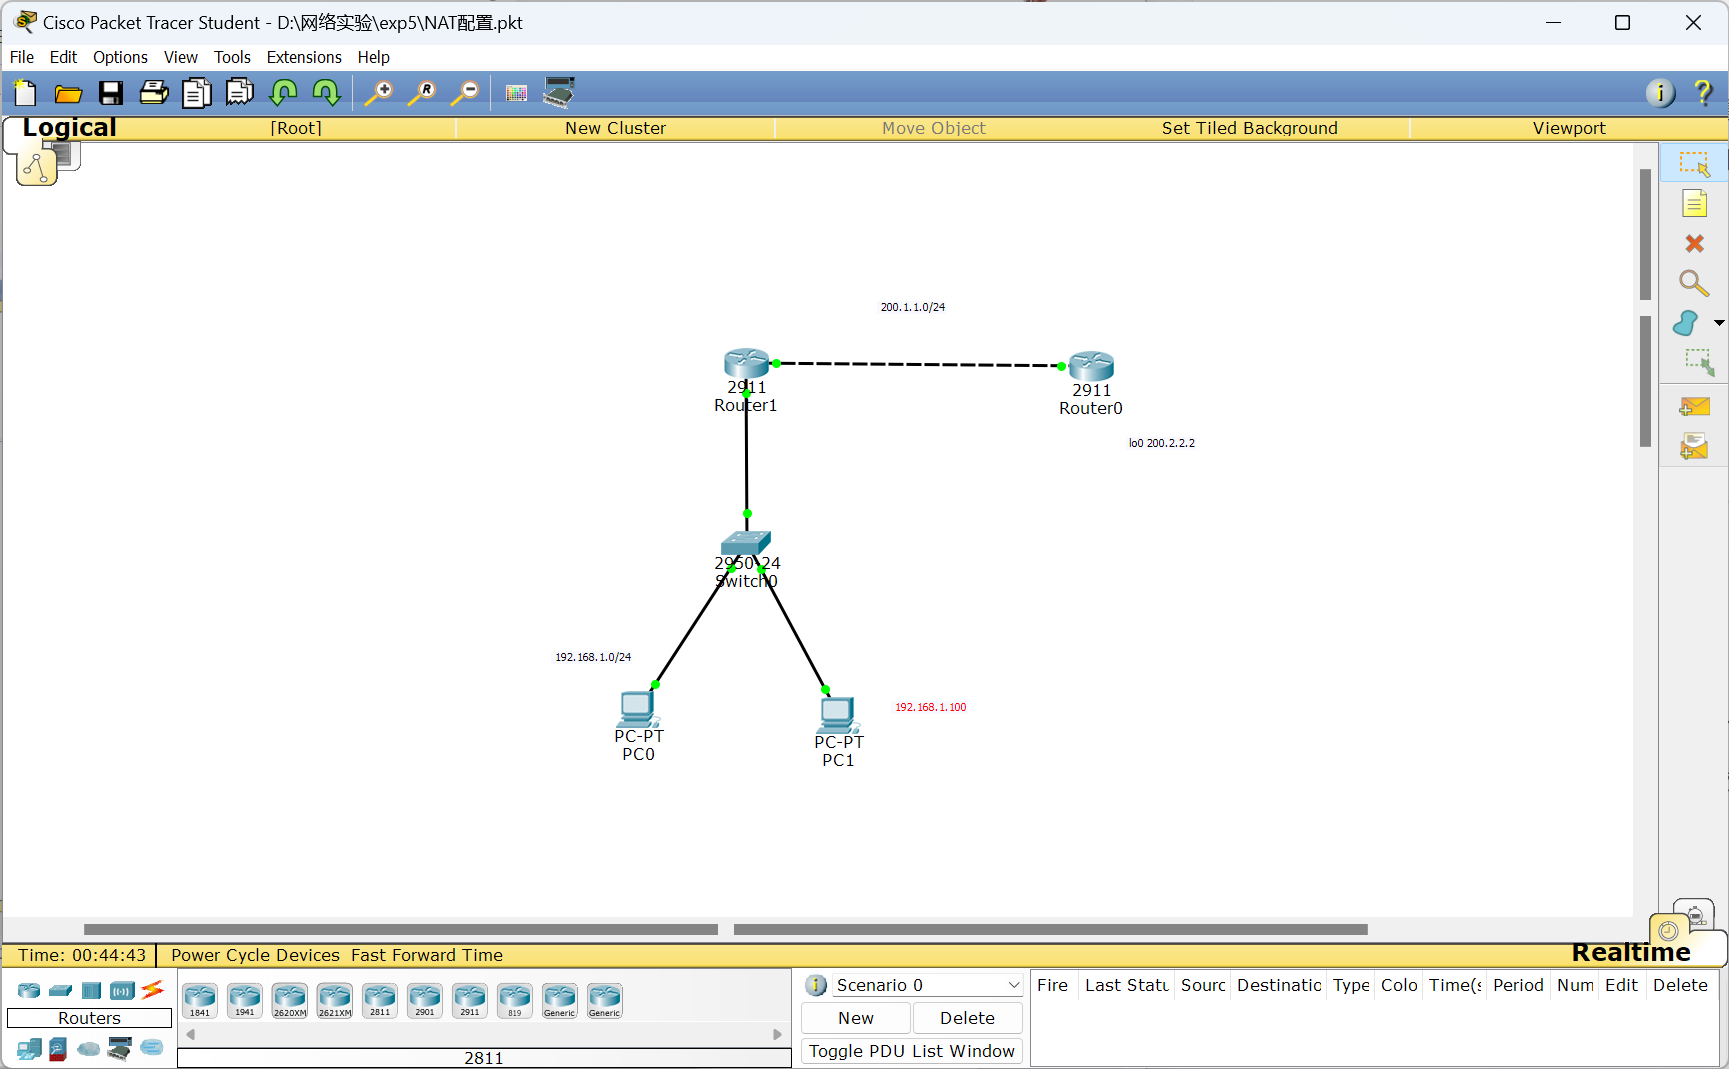 Cisco Packet Tracer Student - D:\网络实验\exp5\NAT配置.pkt
File Edit Options View Tools Extensions Help
Logical [Root] New Cluster Move Object Set Tiled Background Viewport
200.1.1.0/24
2911
Router1
2911
Router0
lo0 200.2.2.2
2950-24
Switch0
192.168.1.0/24
192.168.1.100
PC-PT
PC0
PC-PT
PC1
Time: 00:44:43 Power Cycle Devices Fast Forward Time Realtime
Routers
1841 1941 2620XM 2621XM 2811 2901 2911 819 Generic Generic
2811
Scenario 0
New Delete
Toggle PDU List Window
Fire Last Statu Sourc Destinatio Type Colo Time(s Period Num Edit Delete